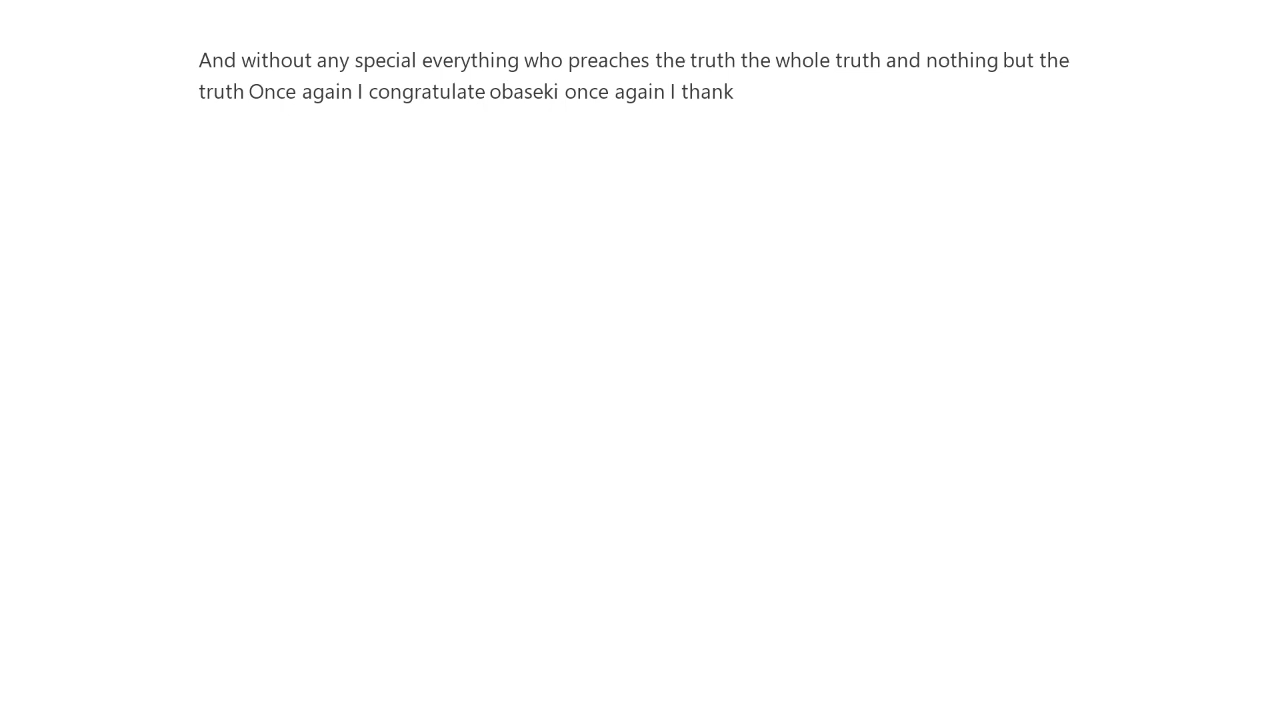 And without any special everything who preaches the truth the whole truth and nothing but the
truth Once again I congratulate obaseki once again I thank